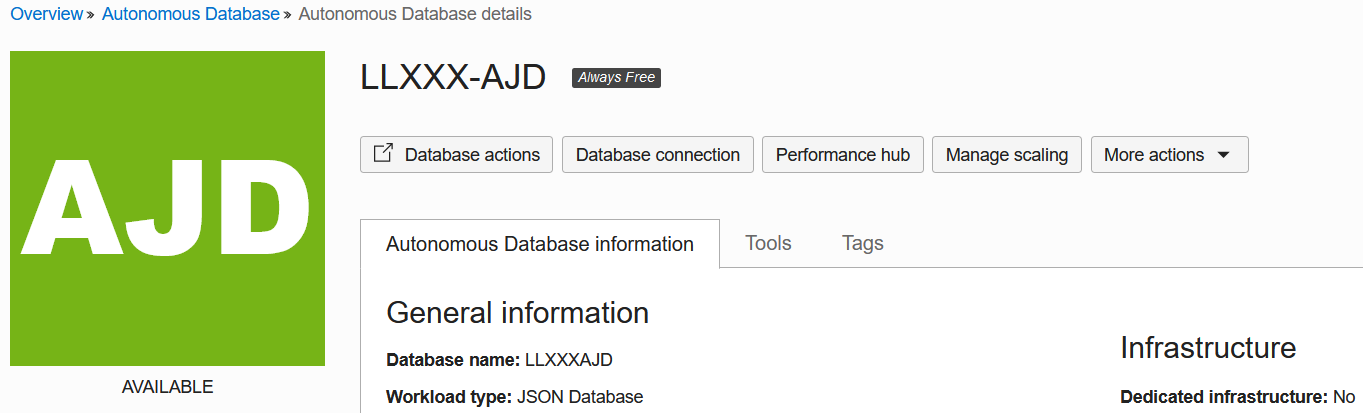 Overview » Autonomous Database » Autonomous Database details
AJD
AVAILABLE
LLXXX-AJD Always Free
Database actions Database connection Performance hub Manage scaling More actions
Autonomous Database information Tools Tags
General information
Database name: LLXXXAJD
Workload type: JSON Database
Infrastructure
Dedicated infrastructure: No